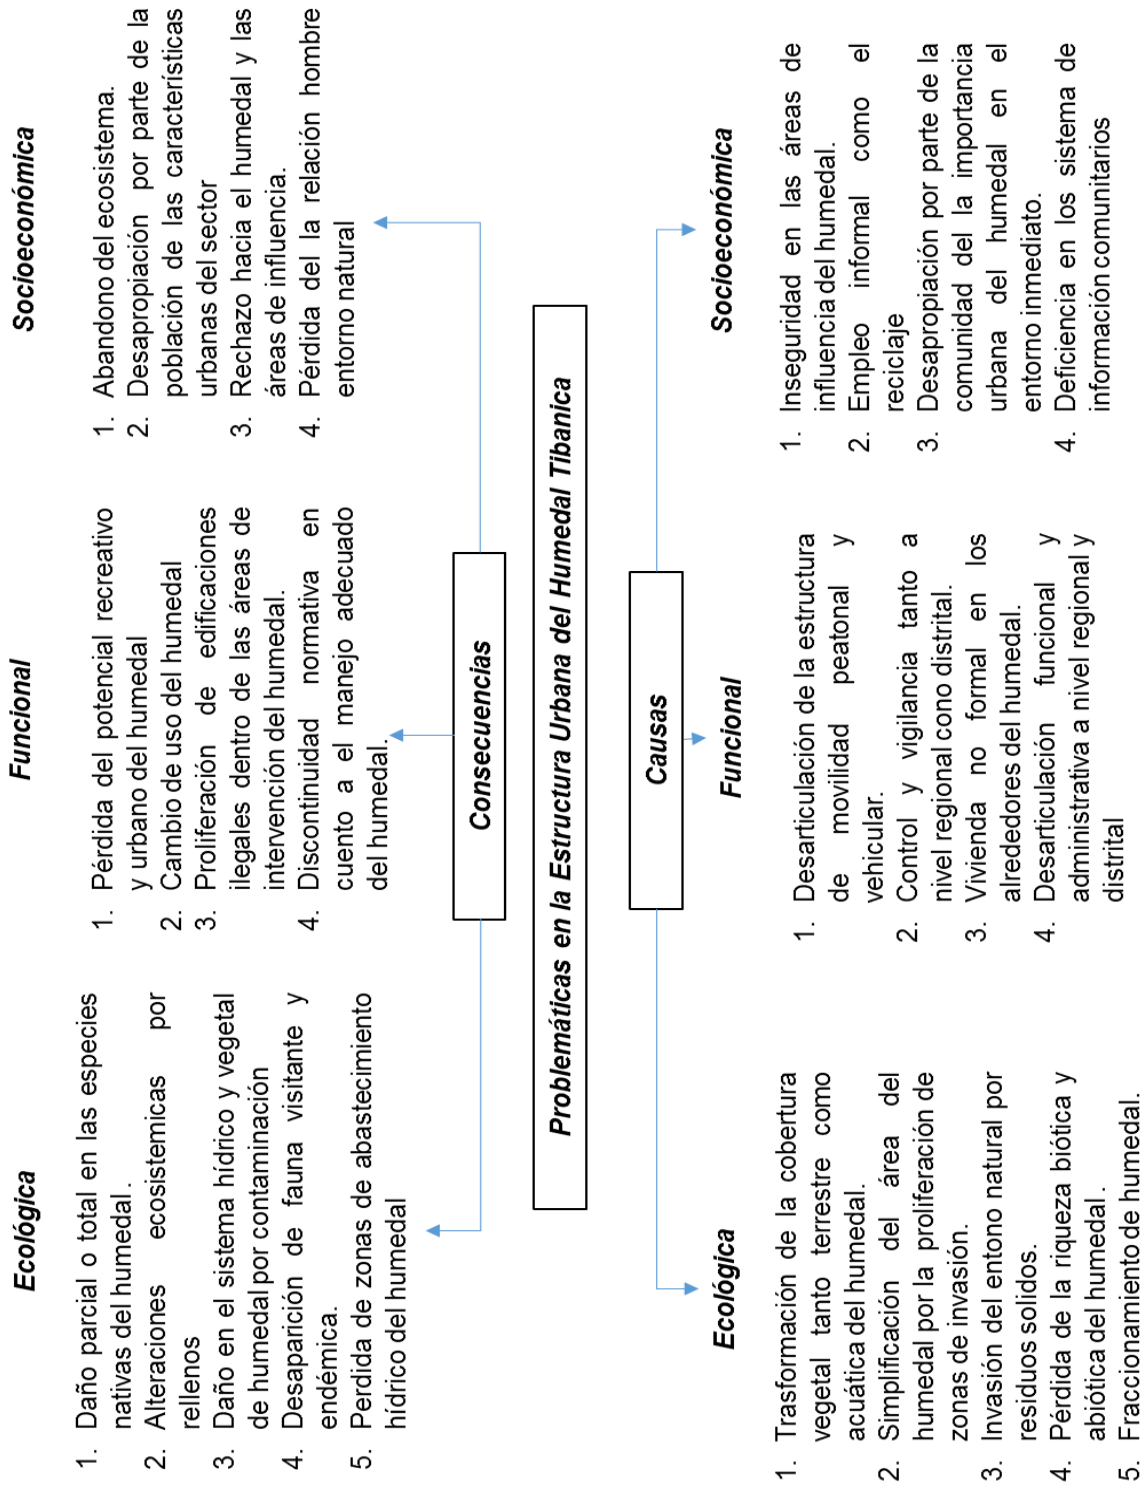 Ecológica
1. Daño parcial o total en las especies
nativas del humedal .
2. Alteraciones ecosistemicas por
rellenos
3. Daño en el sistema hídrico y vegetal
de humedal por contaminación
4. Desaparición de fauna visitante y
endémica.
5. Perdida de zonas de abastecimiento
hídrico del humedal
Funcional
1. Pérdida del potencial recreativo
y urbano del humedal
2. Cambio de uso del humedal
3. Proliferación de edificaciones
ilegales dentro de las áreas de
intervención del humedal.
4. Discontinuidad normativa en
cuento a el manejo adecuado
del humedal.
Socioeconómica
1. Abandono del ecosistema.
2. Desapropiación por parte de la
población de las características
urbanas del sector
3. Rechazo hacia el humedal y las
áreas de influencia.
4. Pérdida del la relación hombre
entorno natural
Consecuencias
Problemáticas en la Estructura Urbana del Humedal Tibanica
Causas
Ecológica
1. Trasformación de la cobertura
vegetal tanto terrestre como
acuática del humedal.
2. Simplificación del área del
humedal por la proliferación de
zonas de invasión.
3. Invasión del entono natural por
residuos solidos.
4. Pérdida de la riqueza biótica y
abiótica del humedal .
5. Fraccionamiento de humedal.
Funcional
1. Desarticulación de la estructura
de movilidad peatonal y
vehicular.
2. Control y vigilancia tanto a
nivel regional cono distrital.
3. Vivienda no formal en los
alrededores del humedal.
4. Desarticulación funcional y
administrativa a nivel regional y
distrital
Socioeconómica
1. Inseguridad en las áreas de
influencia del humedal.
2. Empleo informal como el
reciclaje
3. Desapropiación por parte de la
comunidad del la importancia
urbana del humedal en el
entorno inmediato.
4. Deficiencia en los sistema de
información comunitarios